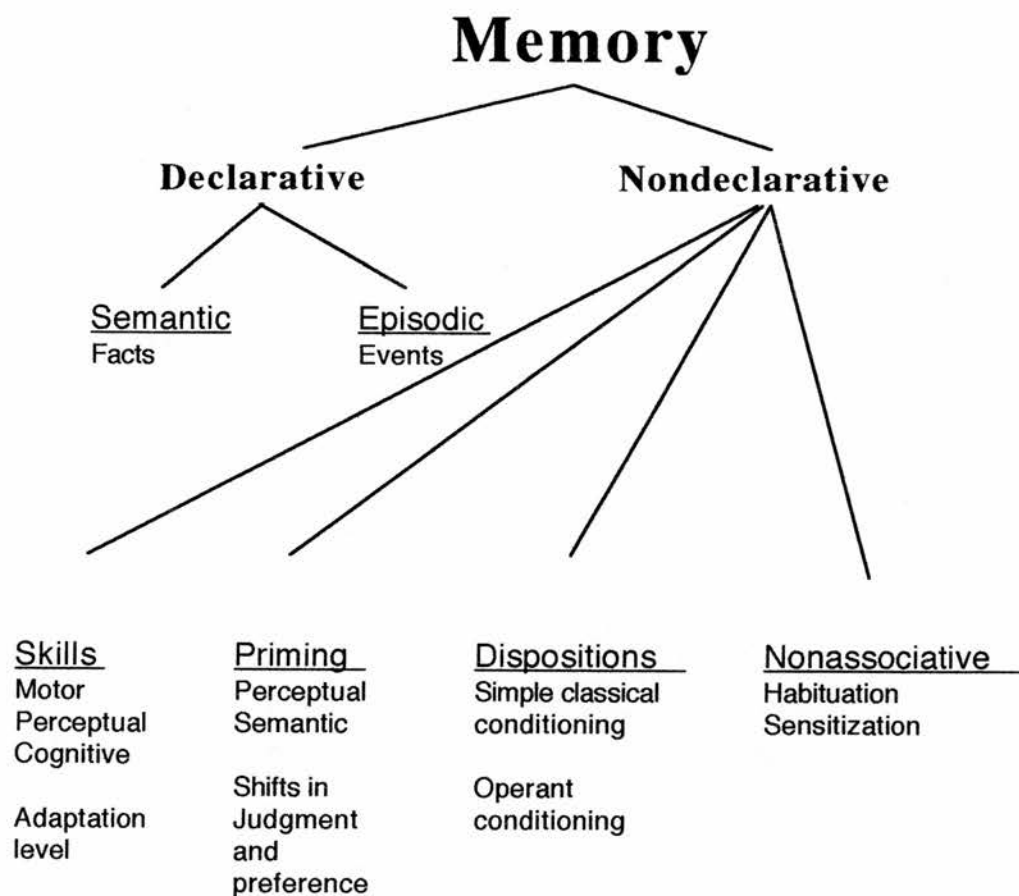 Memory
Declarative
Nondeclarative
Semantic
Facts
Episodic
Events
Skills
Motor
Perceptual
Cognitive
Adaptation
level
Priming
Perceptual
Semantic
Shifts in
Judgment
and
preference
Dispositions
Simple classical
conditioning
Operant
conditioning
Nonassociative
Habituation
Sensitization